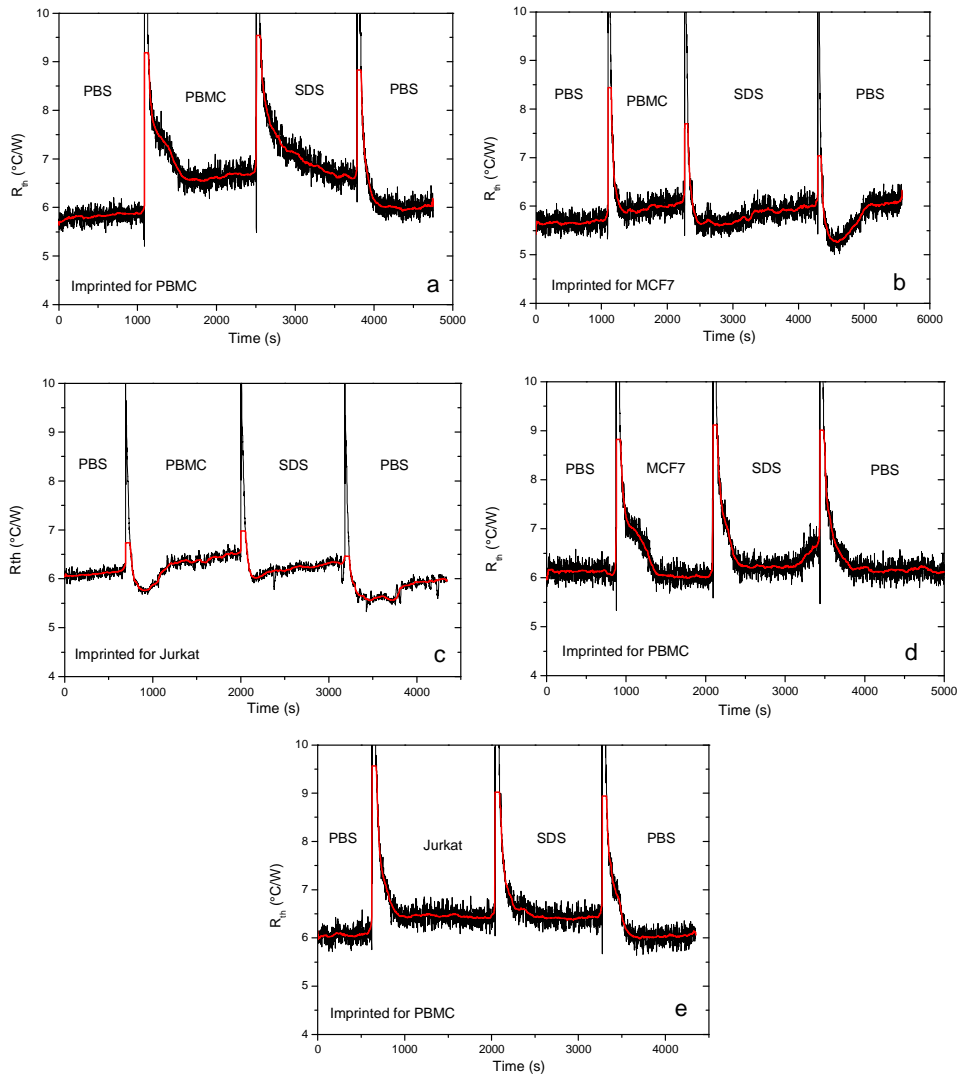 10
9
8
7
6
5
4
R_th (°C/W)
PBS PBMC SDS PBS
Imprinted for PBMC a
0 1000 2000 3000 4000 5000
Time (s)
10
9
8
7
6
5
4
R_th (°C/W)
PBS PBMC SDS PBS
Imprinted for MCF7 b
0 1000 2000 3000 4000 5000 6000
Time (s)
10
9
8
7
6
5
4
Rth (°C/W)
PBS PBMC SDS PBS
Imprinted for Jurkat c
0 1000 2000 3000 4000
Time (s)
10
9
8
7
6
5
4
R_th (°C/W)
PBS MCF7 SDS PBS
Imprinted for PBMC d
0 1000 2000 3000 4000 5000
Time (s)
10
9
8
7
6
5
4
R_th (°C/W)
PBS Jurkat SDS PBS
Imprinted for PBMC e
0 1000 2000 3000 4000
Time (s)